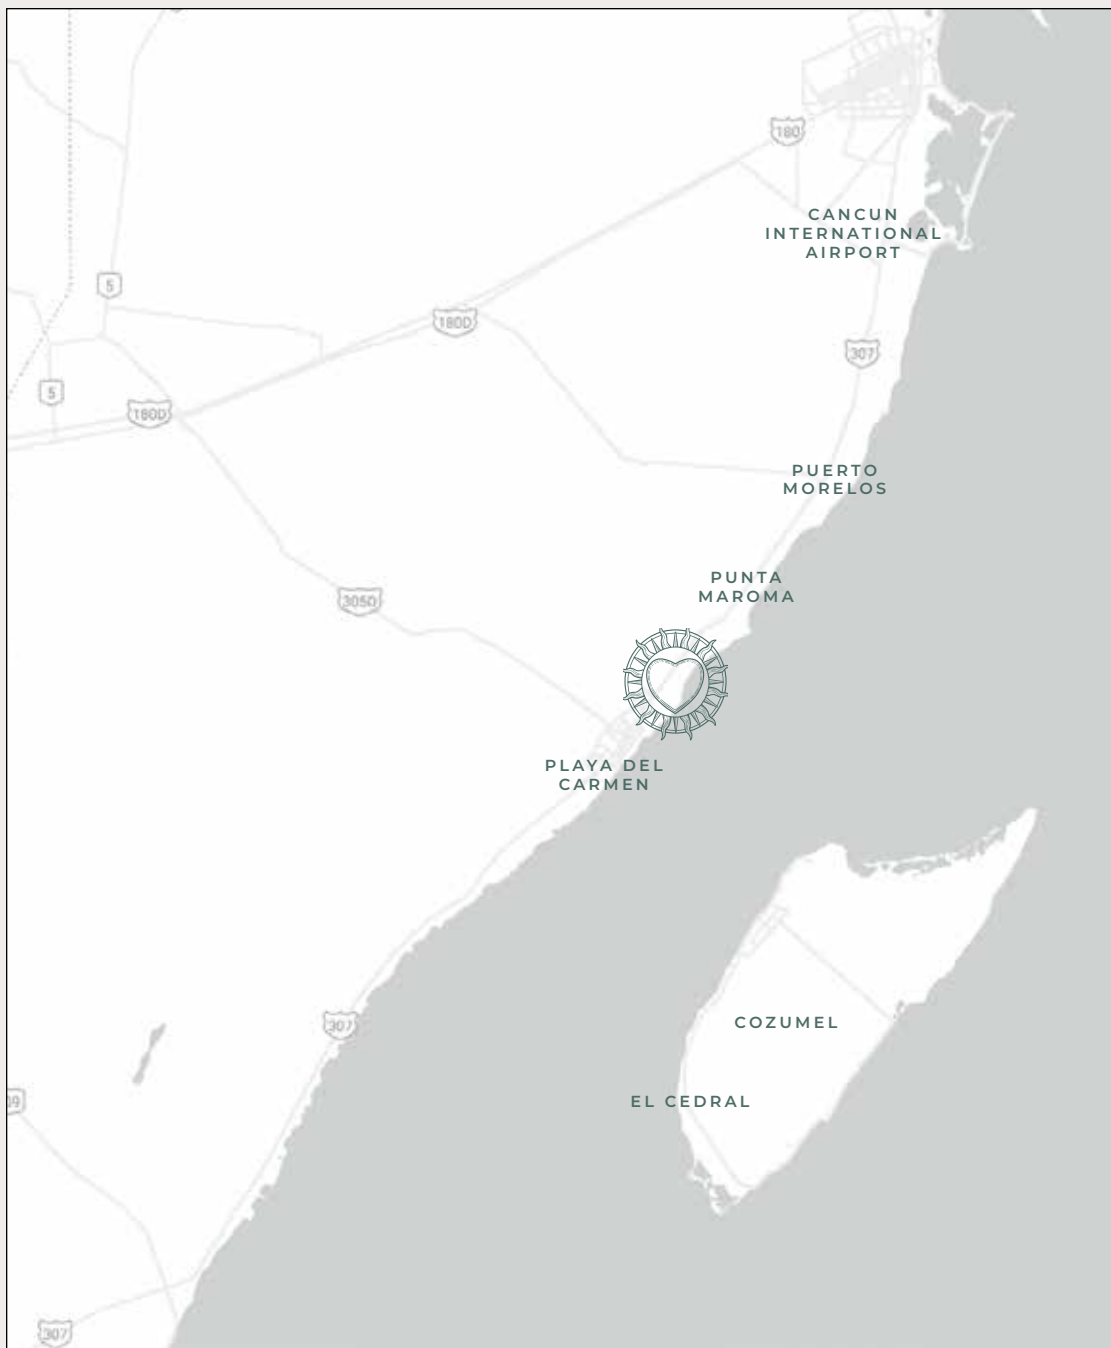 180
CANCUN
INTERNATIONAL
AIRPORT
5
180D
307
5
180D
PUERTO
MORELOS
PUNTA
MAROMA
305D
PLAYA DEL
CARMEN
COZUMEL
307
EL CEDRAL
307